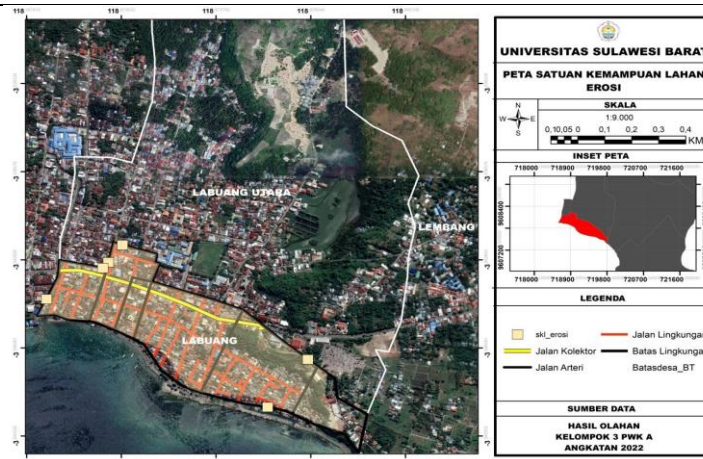 118
118
118
118
118
LABUANG UTARA
LEMBANG
LABUANG
UNIVERSITAS SULAWESI BARAT
PETA SATUAN KEMAMPUAN LAHAN
EROSI
SKALA
1:9.000
N
W E
S
0,10,05 0 0,1 0,2 0,3 0,4
KM
INSET PETA
718000 718900 719800 720700 721600
9608400
9607200
718000 718900 719800 720700 721600
LEGENDA
skl_erosi
Jalan Lingkungan
Jalan Kolektor
Batas Lingkunga
Jalan Arteri
Batasdesa_BT
SUMBER DATA
HASIL OLAHAN
KELOMPOK 3 PWK A
ANGKATAN 2022